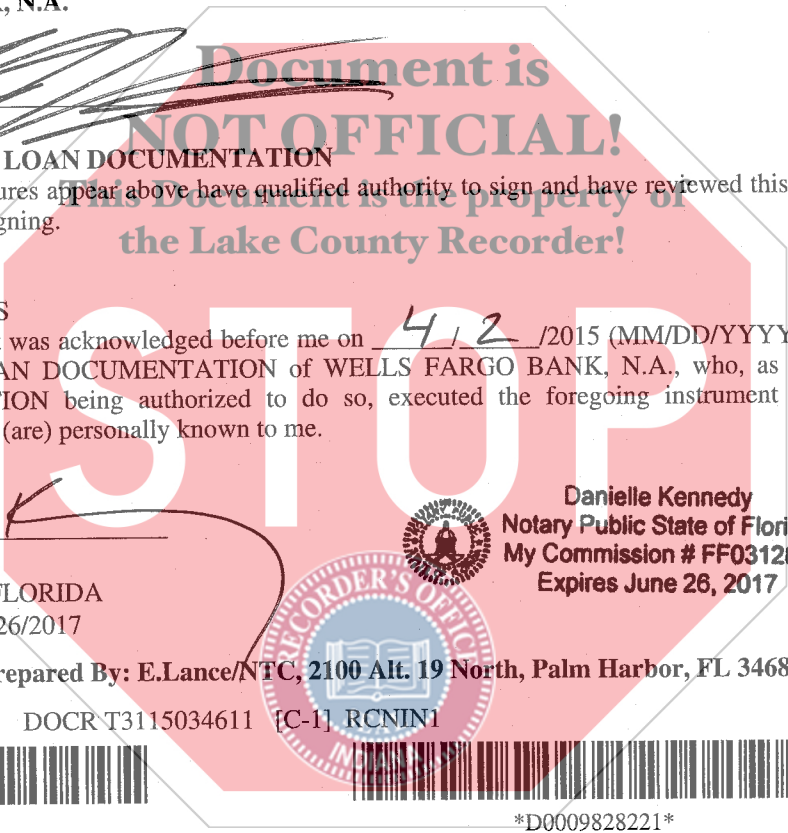 , N.A.
Document is
NOT OFFICIAL!
LOAN DOCUMENTATION
ures appear above have qualified authority to sign and have reviewed this
This Document is the property of
gning.
the Lake County Recorder!
S
was acknowledged before me on 4 / 2 /2015 (MM/DD/YYYY
AN DOCUMENTATION of WELLS FARGO BANK, N.A., who, as
TION being authorized to do so, executed the foregoing instrument
(are) personally known to me.
STOP
Danielle Kennedy
Notary Public State of Flori
My Commission # FF0312
Expires June 26, 2017
FLORIDA
26/2017
RECORDER'S OFFICE
repared By: E.Lance/NTC, 2100 Alt. 19 North, Palm Harbor, FL 3468
DOCR T3115034611 [C-1] RCNIN1
INDIANA
*D0009828221*